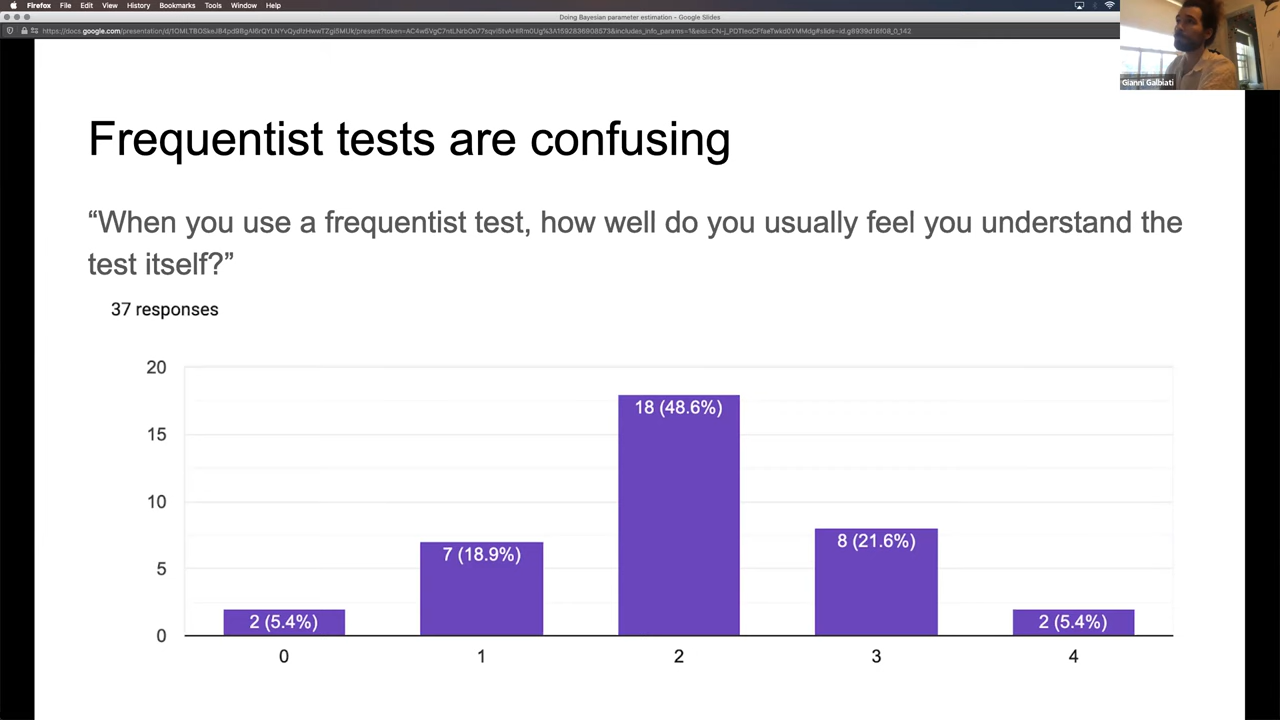 Firefox File Edit View History Bookmarks Tools Window Help
Doing Bayesian parameter estimation - Google Slides
Gianni Galbiati
Frequentist tests are confusing
“When you use a frequentist test, how well do you usually feel you understand the
test itself?”
37 responses
20
15
10
5
0
2 (5.4%)
7 (18.9%)
18 (48.6%)
8 (21.6%)
2 (5.4%)
0 1 2 3 4